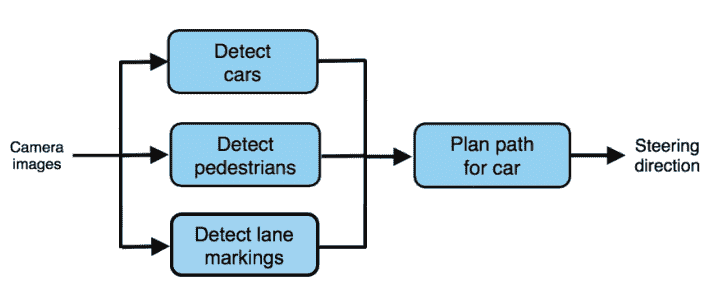 Camera
images
Detect
cars
Detect
pedestrians
Detect lane
markings
Plan path
for car
Steering
direction